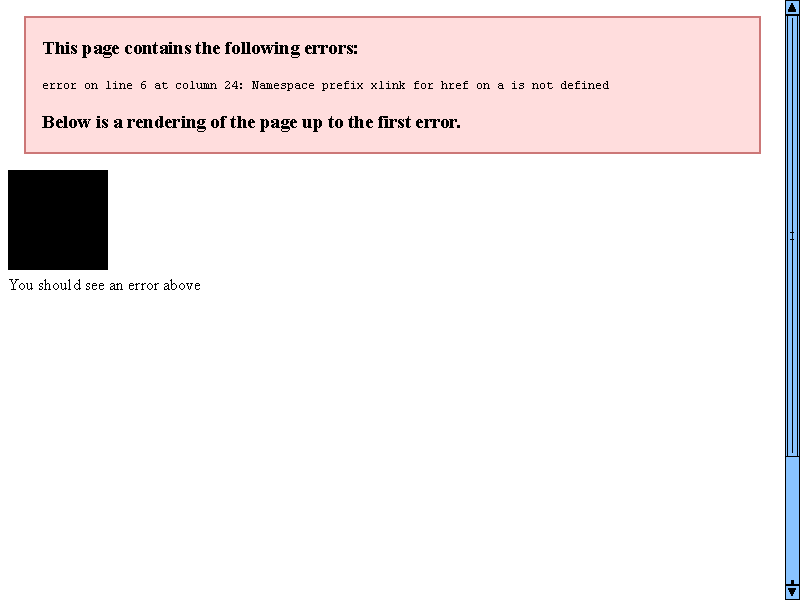 This page contains the following errors:
error on line 6 at column 24: Namespace prefix xlink for href on a is not defined
Below is a rendering of the page up to the first error.
You should see an error above